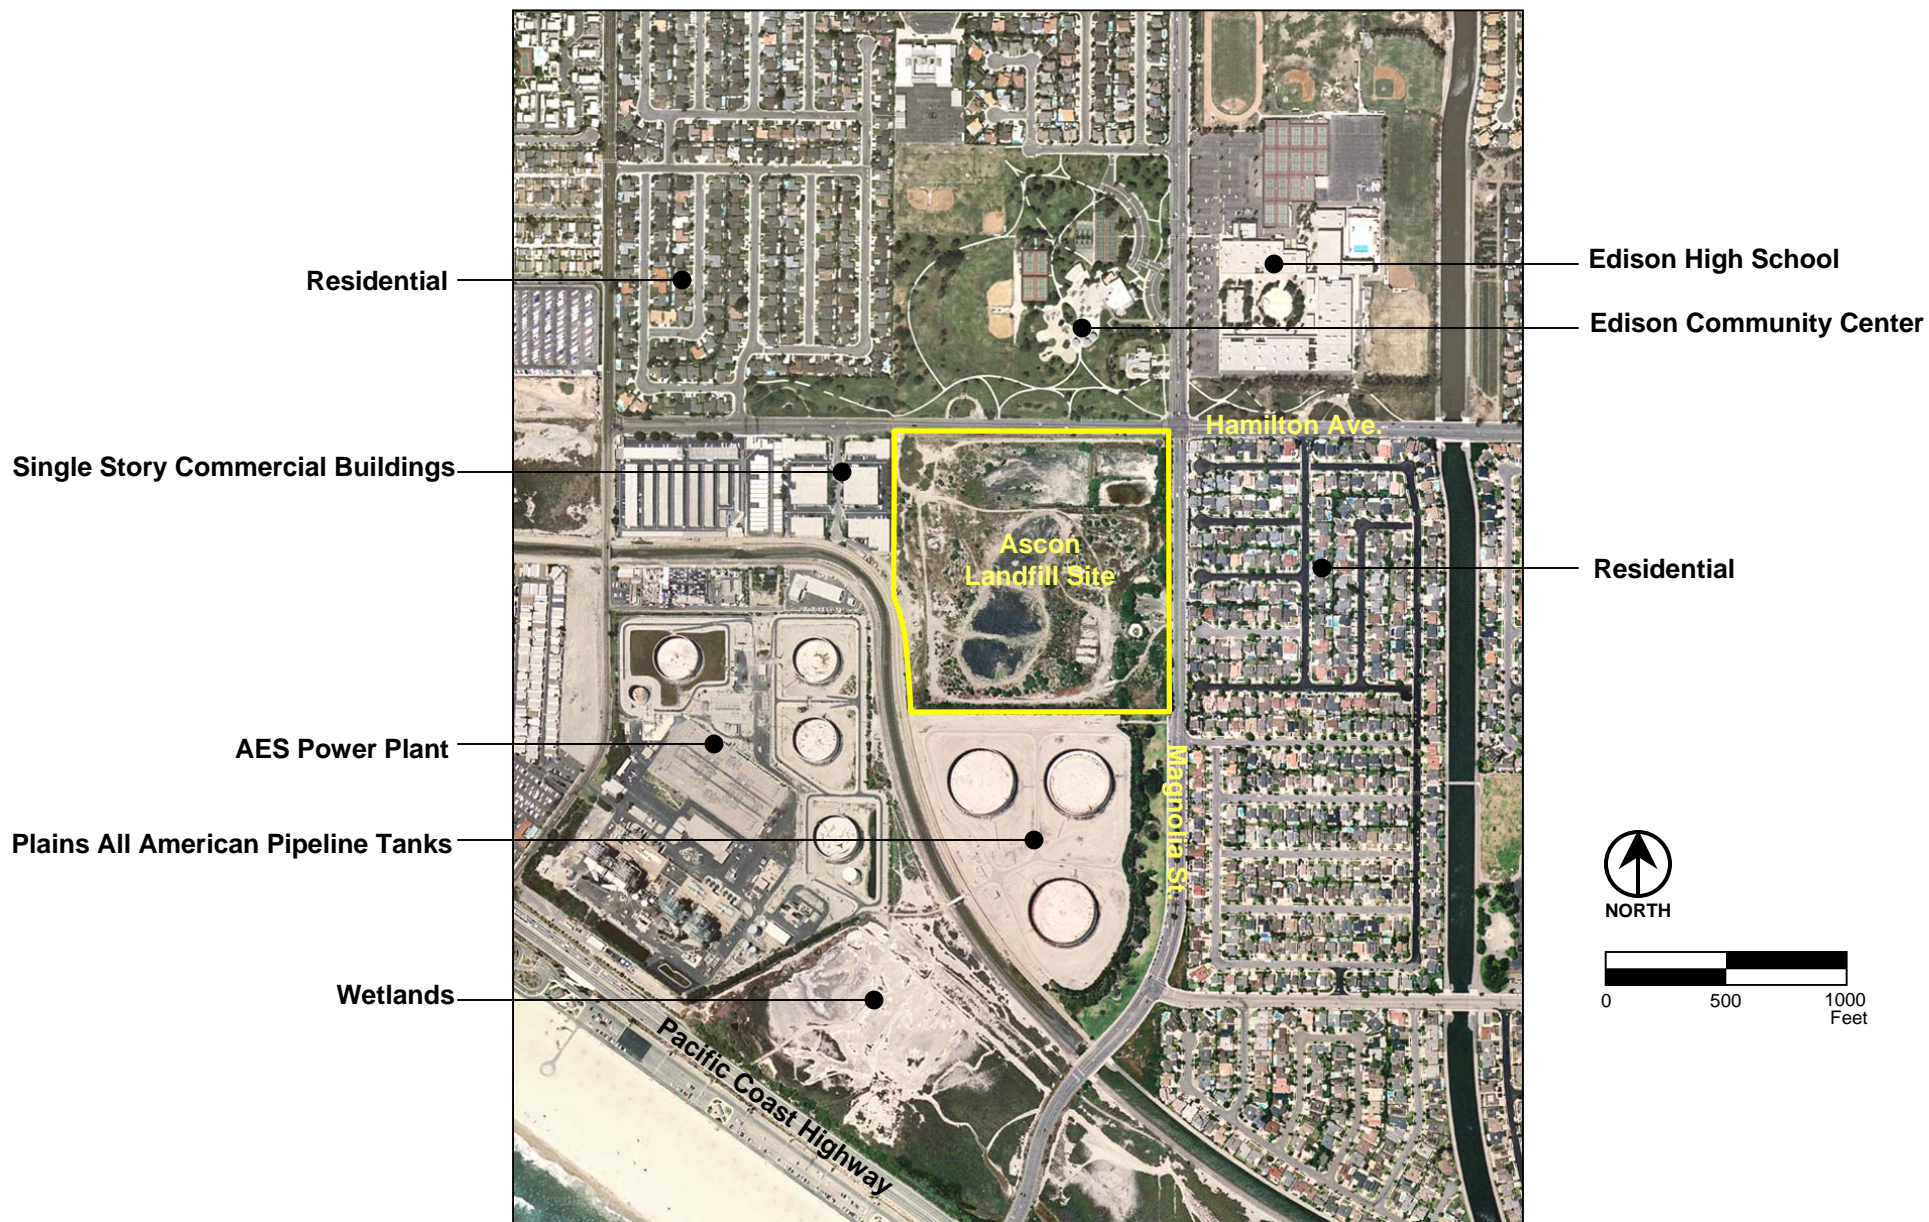 Residential
Edison High School
Edison Community Center
Hamilton Ave.
Single Story Commercial Buildings
Ascon
Landfill Site
Residential
AES Power Plant
Magnolia St.
Plains All American Pipeline Tanks
NORTH
Wetlands
0 500 1000
Feet
Pacific Coast Highway